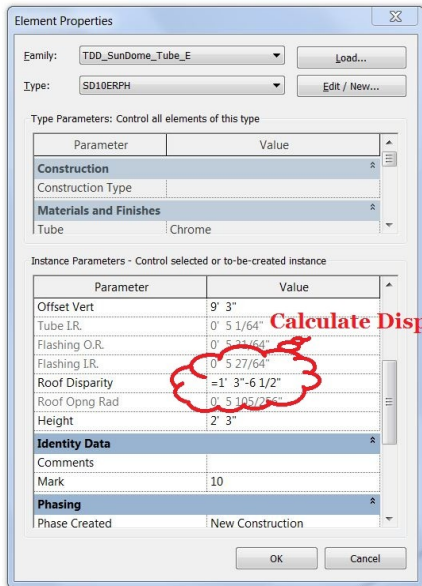 Element Properties
Family: TDD_SunDome_Tube_E Load...
Type: SD10ERPH Edit / New...
Type Parameters: Control all elements of this type
Parameter Value
Construction
Construction Type
Materials and Finishes
Tube Chrome
Instance Parameters - Control selected or to-be-created instance
Parameter Value
Offset Vert 9' 3"
Tube I.R. 0' 5 1/64"
Calculate Disp
Flashing O.R. 0' 5 31/64"
Flashing I.R. 0' 5 27/64"
Roof Disparity =1' 3"-6 1/2"
Roof Opng Rad 0' 5 105/256"
Height 2' 3"
Identity Data
Comments
Mark 10
Phasing
Phase Created New Construction
OK Cancel